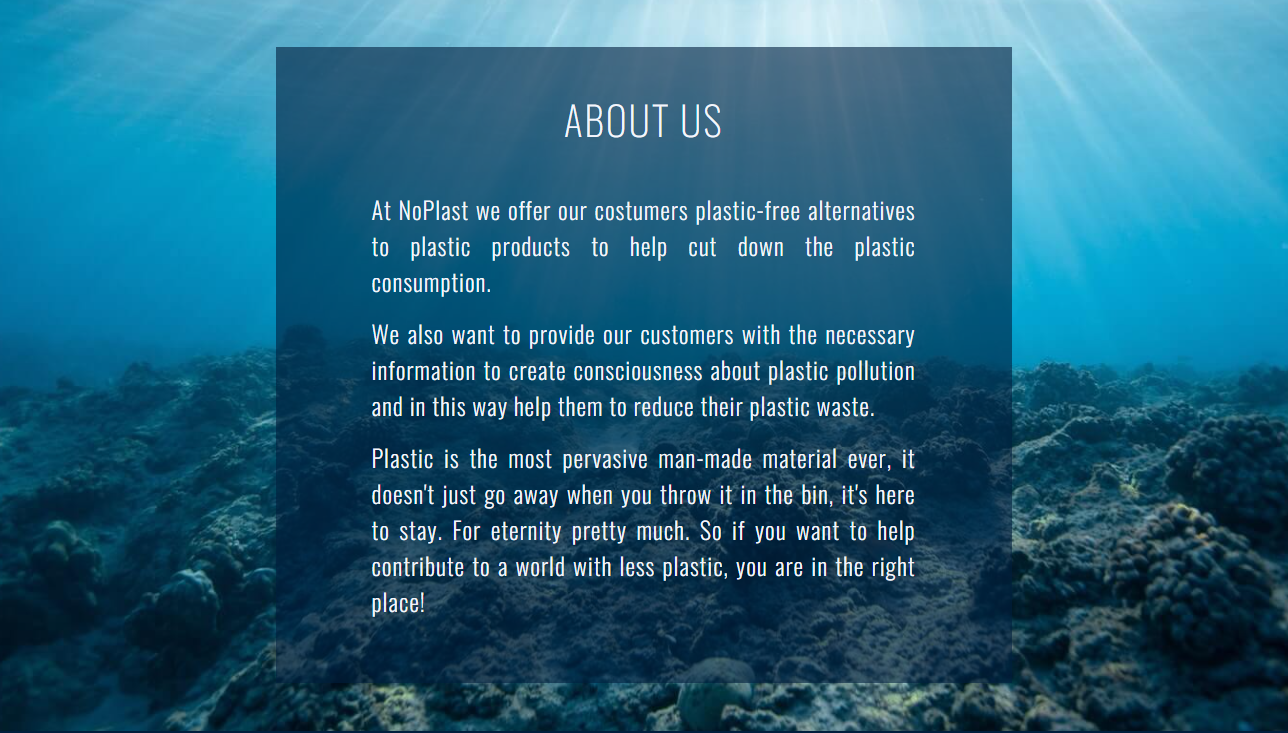 ABOUT US
At NoPlast we offer our costumers plastic-free alternatives
to plastic products to help cut down the plastic
consumption.
We also want to provide our customers with the necessary
information to create consciousness about plastic pollution
and in this way help them to reduce their plastic waste.
Plastic is the most pervasive man-made material ever, it
doesn't just go away when you throw it in the bin, it's here
to stay. For eternity pretty much. So if you want to help
contribute to a world with less plastic, you are in the right
place!